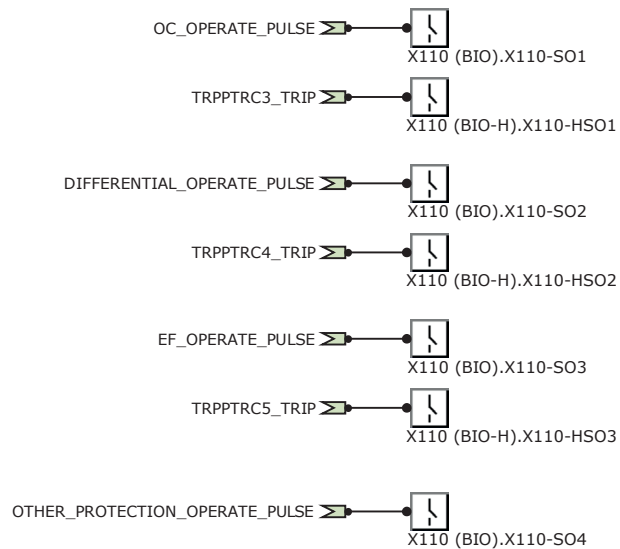 OC_OPERATE_PULSE
X110 (BIO).X110-SO1
TRPPTRC3_TRIP
X110 (BIO-H).X110-HSO1
DIFFERENTIAL_OPERATE_PULSE
X110 (BIO).X110-SO2
TRPPTRC4_TRIP
X110 (BIO-H).X110-HSO2
EF_OPERATE_PULSE
X110 (BIO).X110-SO3
TRPPTRC5_TRIP
X110 (BIO-H).X110-HSO3
OTHER_PROTECTION_OPERATE_PULSE
X110 (BIO).X110-SO4